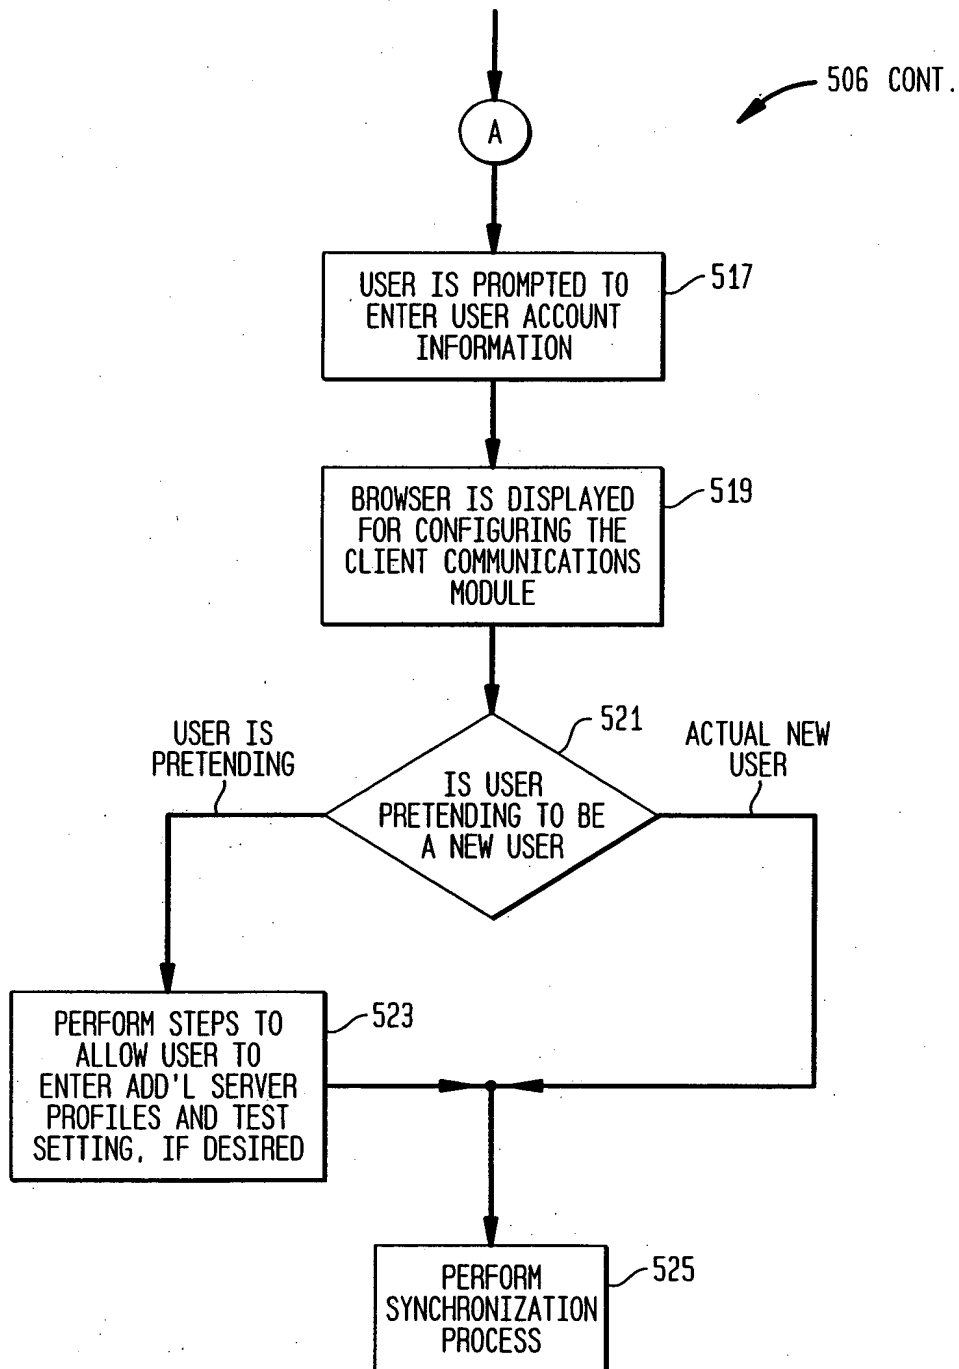 506 CONT.
A
USER IS PROMPTED TO
ENTER USER ACCOUNT
INFORMATION
517
BROWSER IS DISPLAYED
FOR CONFIGURING THE
CLIENT COMMUNICATIONS
MODULE
519
521
USER IS
PRETENDING
ACTUAL NEW
USER
IS USER
PRETENDING TO BE
A NEW USER
PERFORM STEPS TO
ALLOW USER TO
ENTER ADD'L SERVER
PROFILES AND TEST
SETTING, IF DESIRED
523
PERFORM
SYNCHRONIZATION
PROCESS
525